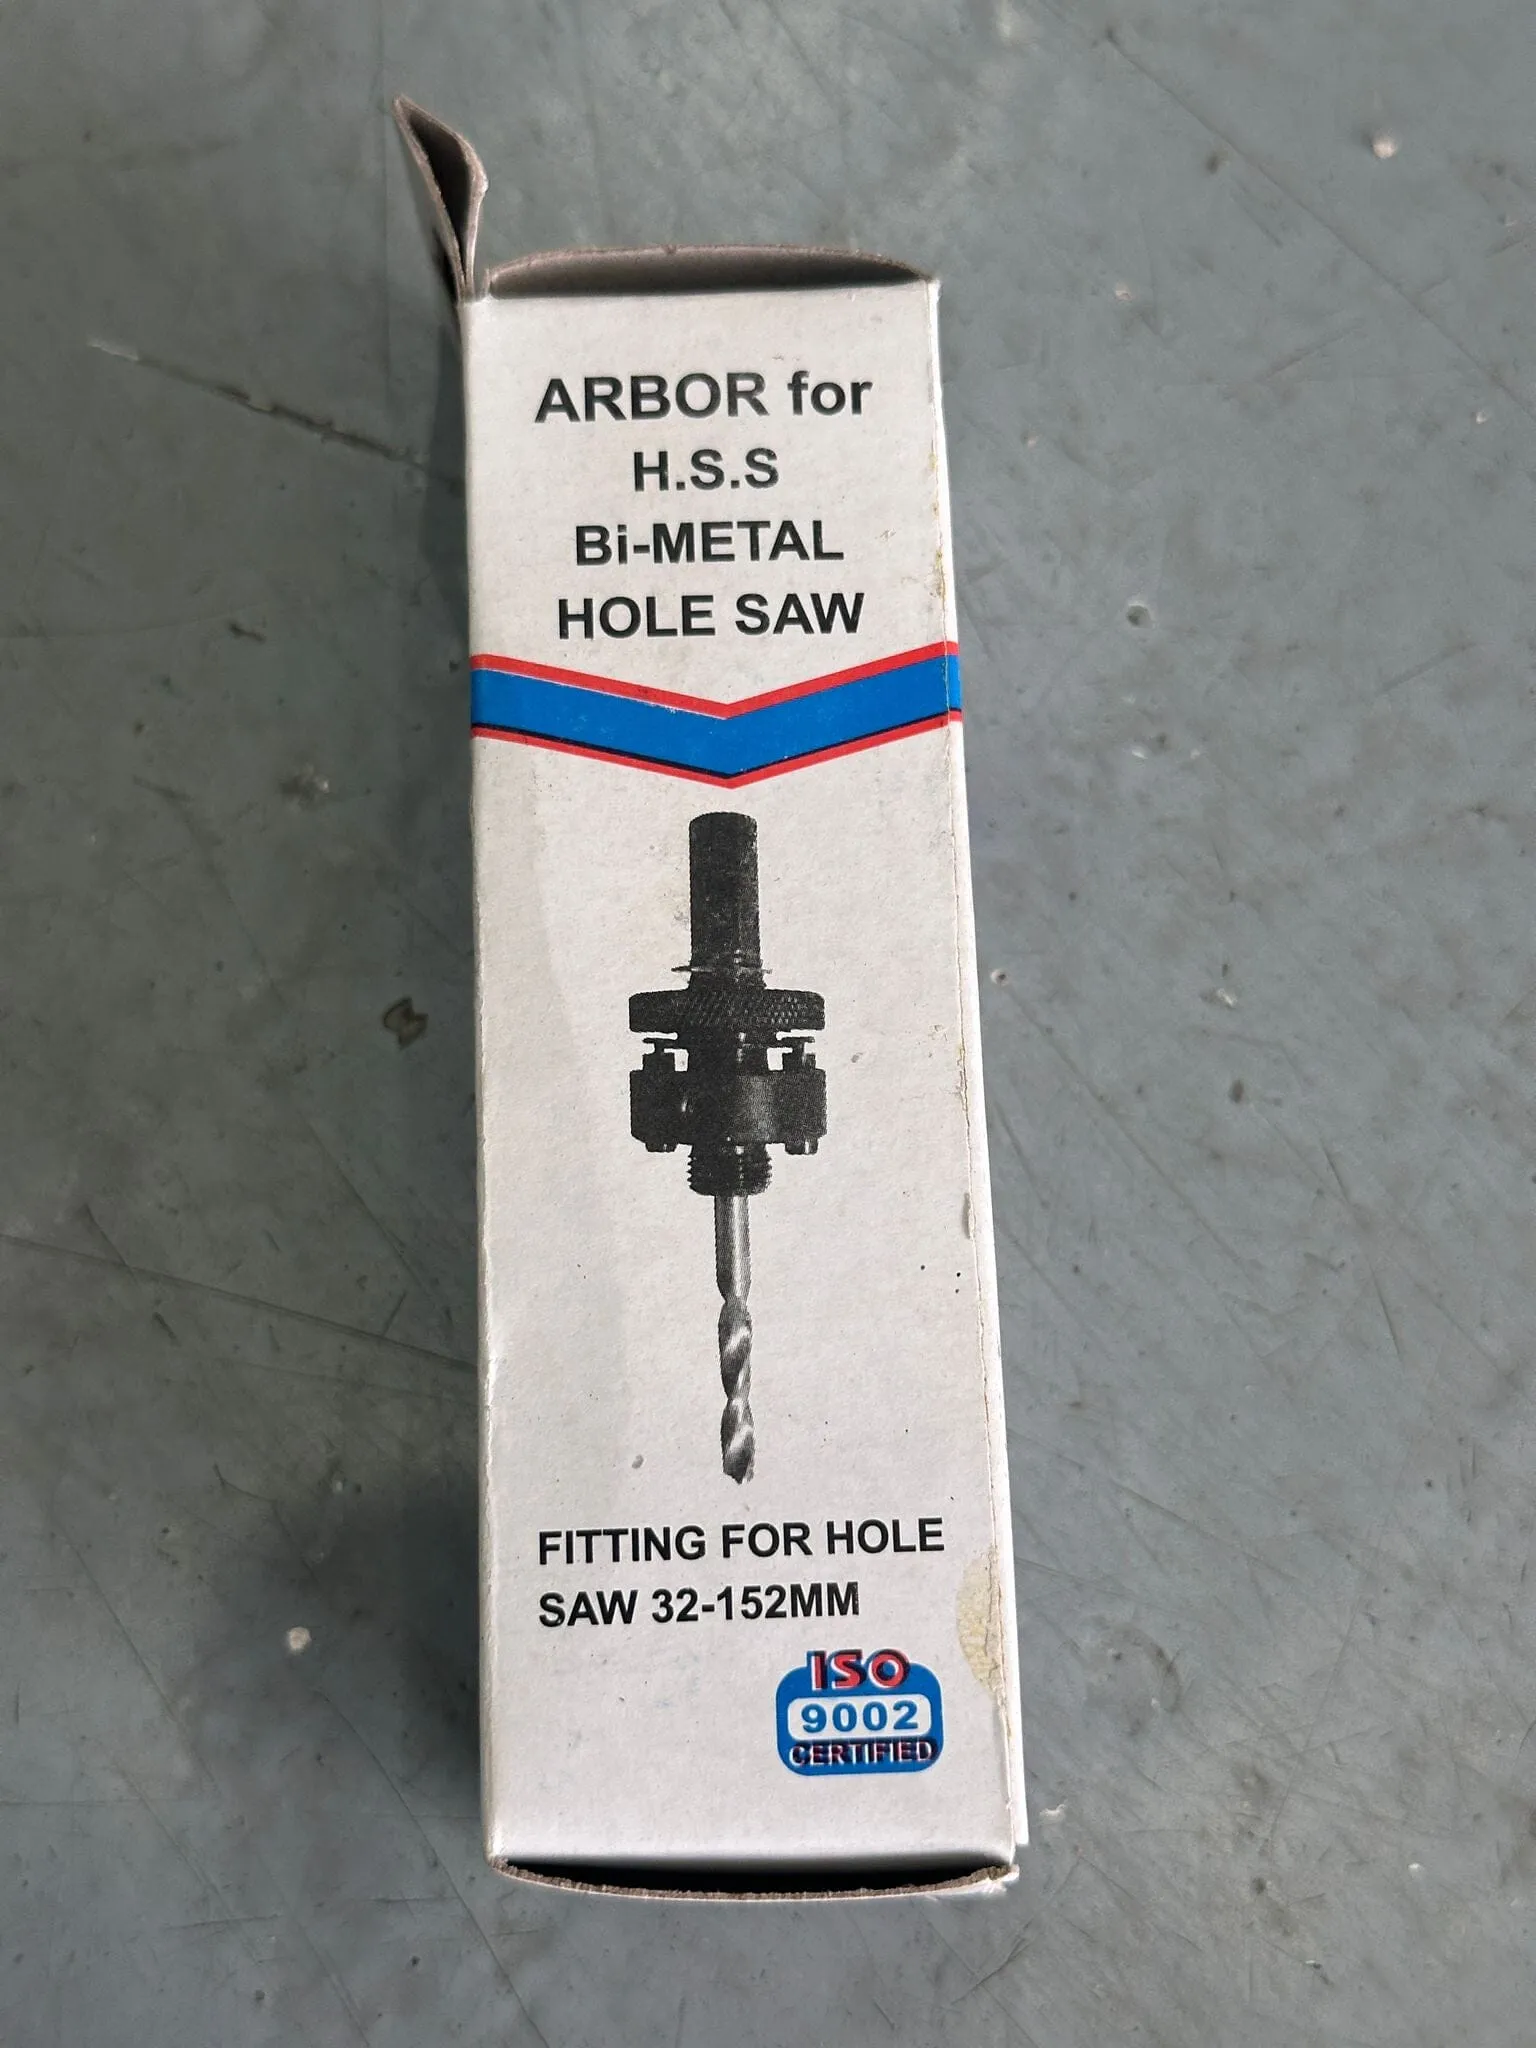 ARBOR for
H.S.S
Bi-METAL
HOLE SAW
FITTING FOR HOLE
SAW 32-152MM
ISO
9002
CERTIFIED